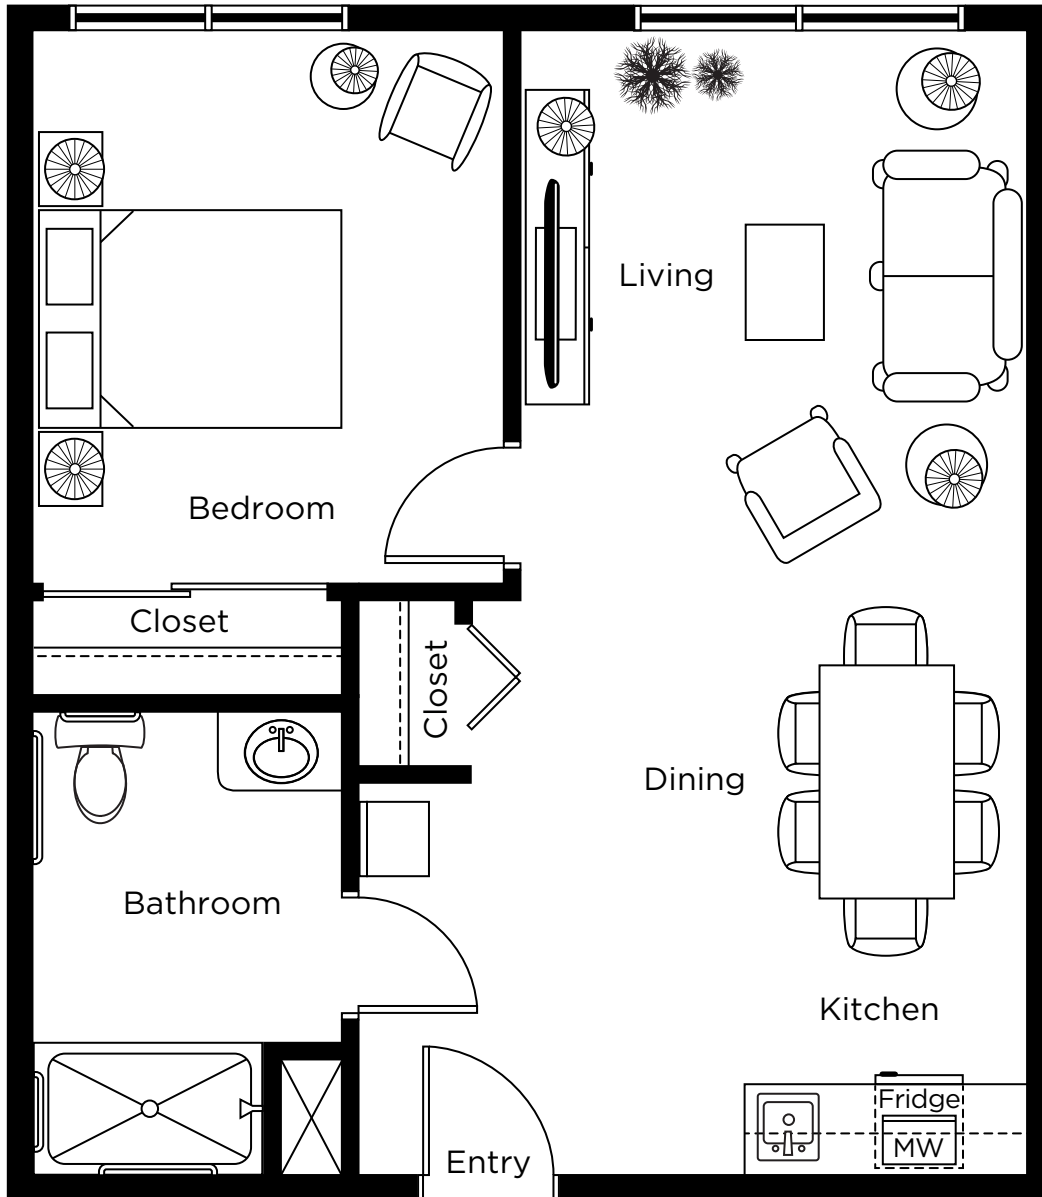 Living
Bedroom
Closet
Closet
Dining
Bathroom
Kitchen
Fridge
MW
Entry